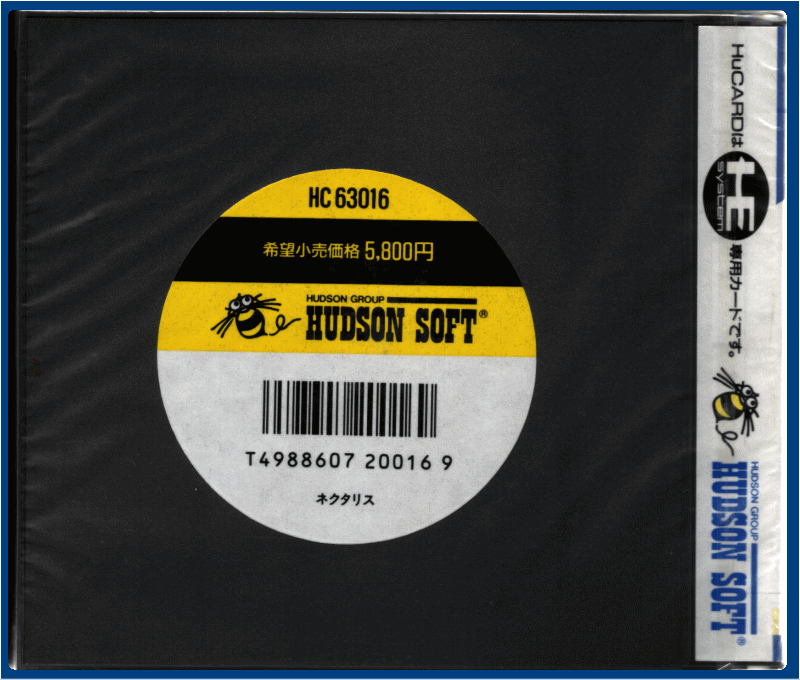 HC 63016
希望小売価格 5,800円
HUDSON GROUP
HUDSON SOFT®
T4988607 20016 9
ネクタリス
HuCARDは HE system 専用カードです。
HUDSON GROUP
HUDSON SOFT®